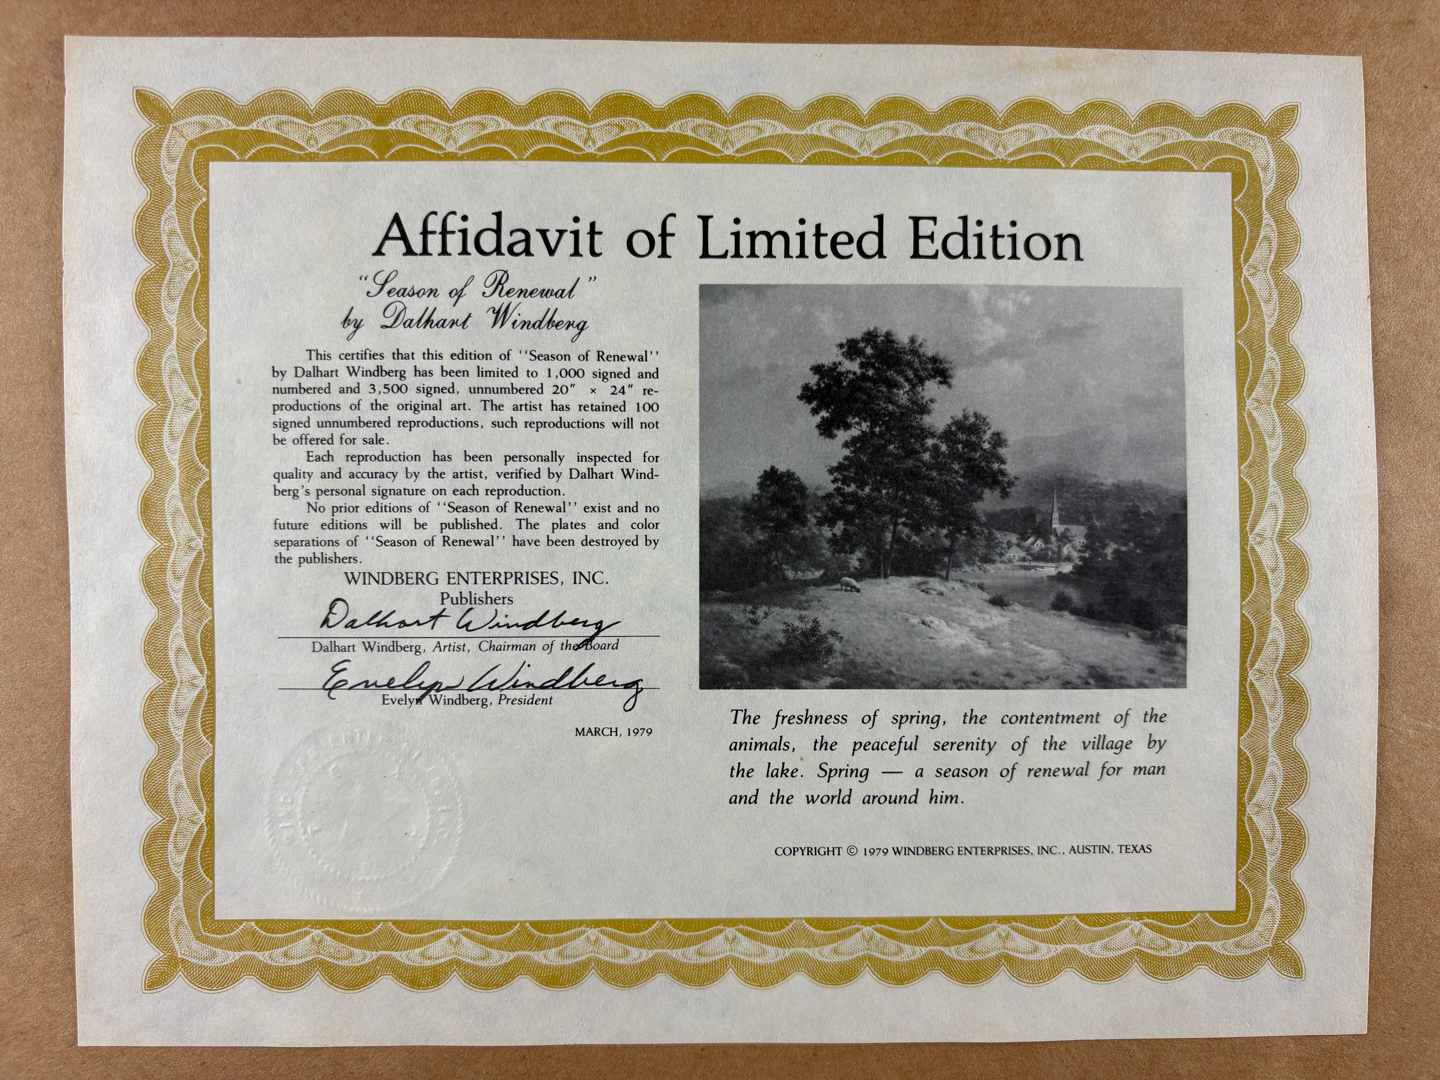 Affidavit of Limited Edition
“Season of Renewal”
by Dalhart Windberg
This certifies that this edition of ‘‘Season of Renewal’’
by Dalhart Windberg has been limited to 1,000 signed and
numbered and 3,500 signed, unnumbered 20″ × 24″ re-
productions of the original art. The artist has retained 100
signed unnumbered reproductions, such reproductions will not
be offered for sale.
Each reproduction has been personally inspected for
quality and accuracy by the artist, verified by Dalhart Wind-
berg’s personal signature on each reproduction.
No prior editions of ‘‘Season of Renewal’’ exist and no
future editions will be published. The plates and color
separations of ‘‘Season of Renewal’’ have been destroyed by
the publishers.
WINDBERG ENTERPRISES, INC.
Publishers
Dalhart Windberg
Dalhart Windberg, Artist, Chairman of the Board
Evelyn Windberg
Evelyn Windberg, President
MARCH, 1979
The freshness of spring, the contentment of the
animals, the peaceful serenity of the village by
the lake. Spring — a season of renewal for man
and the world around him.
COPYRIGHT © 1979 WINDBERG ENTERPRISES, INC., AUSTIN, TEXAS